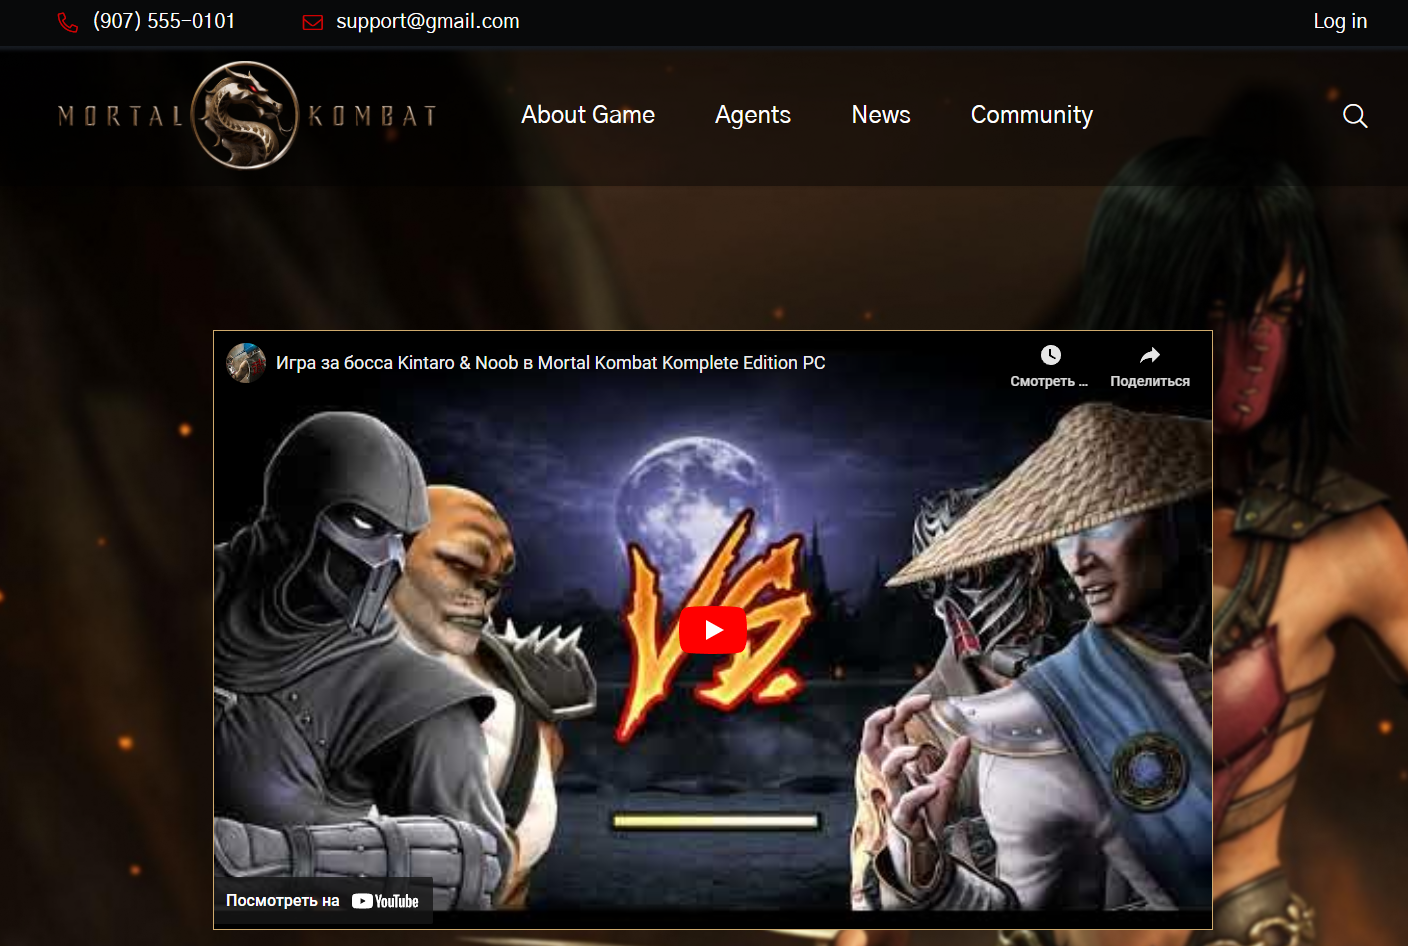 (907) 555-0101 support@gmail.com Log in
MORTAL KOMBAT
About Game Agents News Community
Игра за босса Kintaro & Noob в Mortal Kombat Komplete Edition PC
Смотреть ... Поделиться
VS.
Посмотреть на YouTube